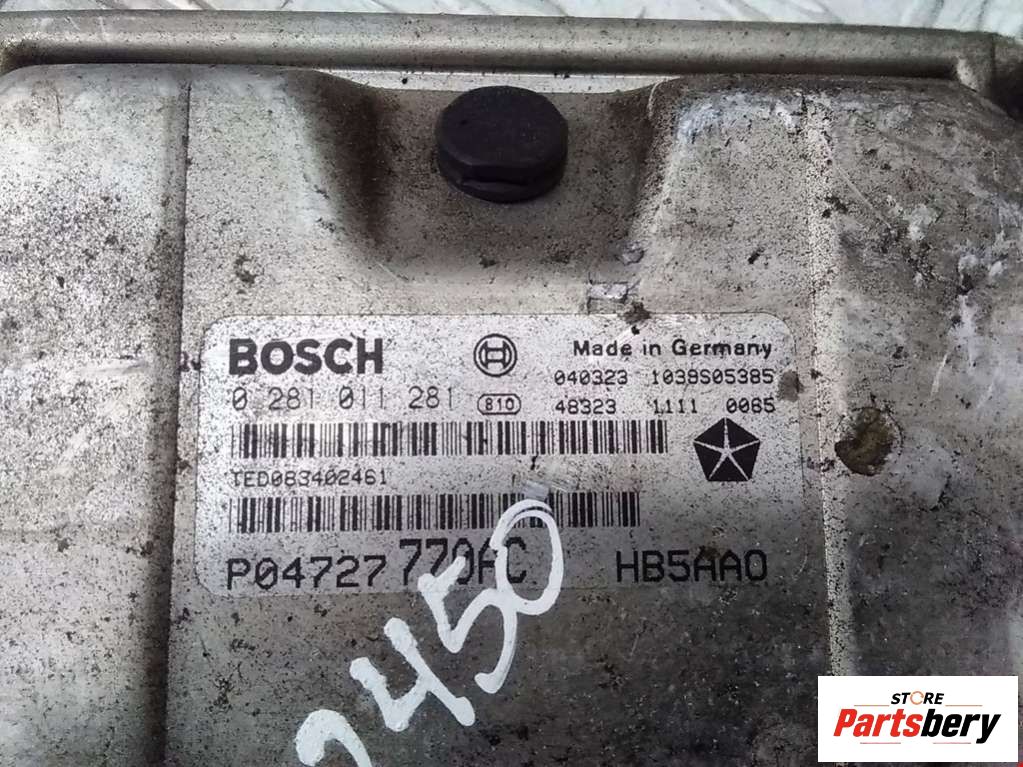 BOSCH
Made in Germany
0 281 011 281
810
040323 1039S05385
48323 1111 0065
TED083402461
P04727770AC HB5AA0
2450
STORE
Partsbery